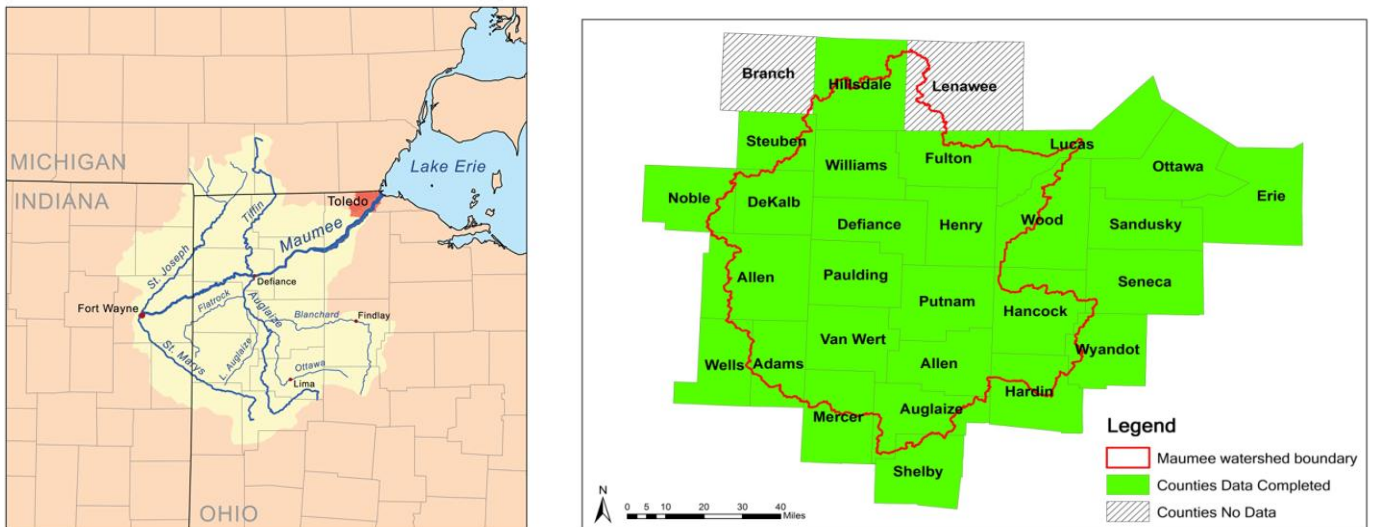 MICHIGAN
INDIANA
OHIO
Lake Erie
Toledo
Maumee
Tiffin
St. Joseph
Defiance
Fort Wayne
Flatrock
Auglaize
Blanchard
Findlay
St. Marys
L. Auglaize
Ottawa
Lima
Branch
Hillsdale
Lenawee
Steuben
Lucas
Williams
Fulton
Ottawa
Noble
DeKalb
Erie
Defiance
Henry
Wood
Sandusky
Allen
Paulding
Seneca
Putnam
Hancock
Van Wert
Wyandot
Wells
Adams
Allen
Hardin
Mercer
Auglaize
Shelby
Legend
Maumee watershed boundary
Counties Data Completed
Counties No Data
N
0 5 10 20 30 40
Miles